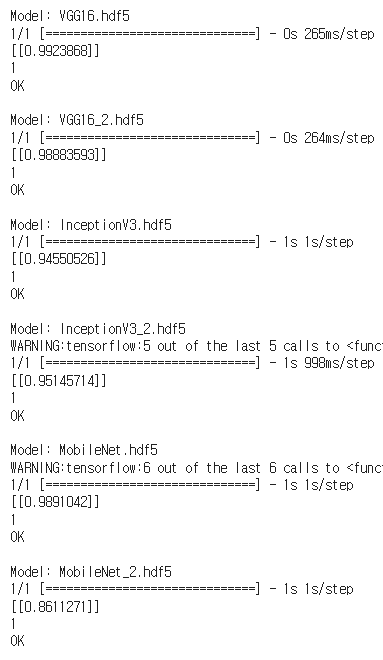 Model: VGG16.hdf5
1/1 [==============================] - 0s 265ms/step
[[0.9923868]]
1
OK
Model: VGG16_2.hdf5
1/1 [==============================] - 0s 264ms/step
[[0.98883593]]
1
OK
Model: InceptionV3.hdf5
1/1 [==============================] - 1s 1s/step
[[0.94550526]]
1
OK
Model: InceptionV3_2.hdf5
WARNING:tensorflow:5 out of the last 5 calls to <func
1/1 [==============================] - 1s 998ms/step
[[0.95145714]]
1
OK
Model: MobileNet.hdf5
WARNING:tensorflow:6 out of the last 6 calls to <func
1/1 [==============================] - 1s 1s/step
[[0.9891042]]
1
OK
Model: MobileNet_2.hdf5
1/1 [==============================] - 1s 1s/step
[[0.8611271]]
1
OK